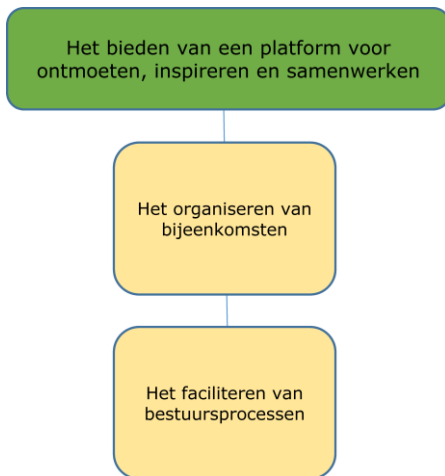 Het bieden van een platform voor
ontmoeten, inspireren en samenwerken
Het organiseren van
bijeenkomsten
Het faciliteren van
bestuursprocessen